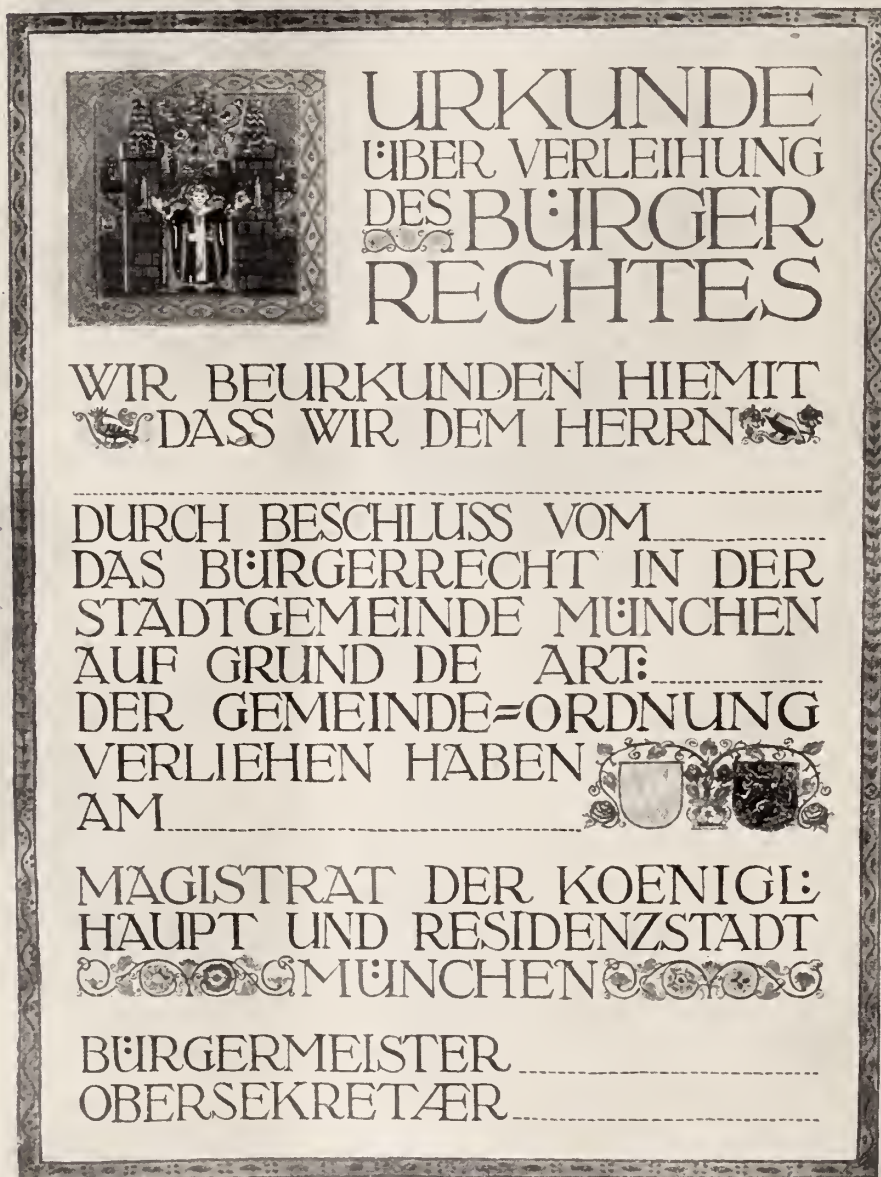 URKUNDE
ÜBER VERLEIHUNG
DES BÜRGER
RECHTES
WIR BEURKUNDEN HIEMIT
DASS WIR DEM HERRN
DURCH BESCHLUSS VOM
DAS BÜRGERRECHT IN DER
STADTGEMEINDE MÜNCHEN
AUF GRUND DE ART:
DER GEMEINDE=ORDNUNG
VERLIEHEN HABEN
AM
MAGISTRAT DER KOENIGL:
HAUPT UND RESIDENZSTADT
MÜNCHEN
BÜRGERMEISTER
OBERSEKRETÆR